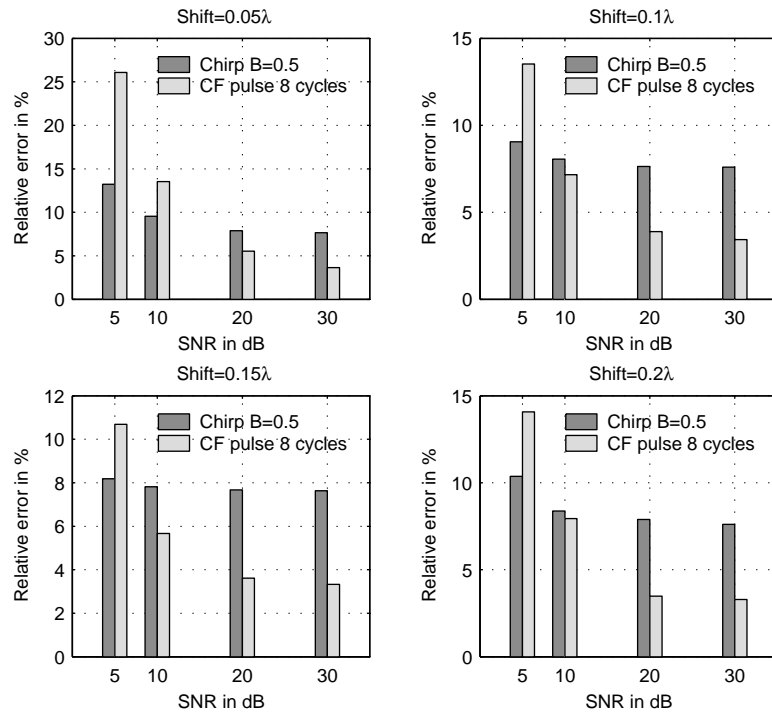 Shift=0.05λ
30
25
20
15
10
5
0
Relative error in %
Chirp B=0.5
CF pulse 8 cycles
5 10 20 30
SNR in dB
Shift=0.1λ
15
10
5
0
Relative error in %
Chirp B=0.5
CF pulse 8 cycles
5 10 20 30
SNR in dB
Shift=0.15λ
12
10
8
6
4
2
0
Relative error in %
Chirp B=0.5
CF pulse 8 cycles
5 10 20 30
SNR in dB
Shift=0.2λ
15
10
5
0
Relative error in %
Chirp B=0.5
CF pulse 8 cycles
5 10 20 30
SNR in dB